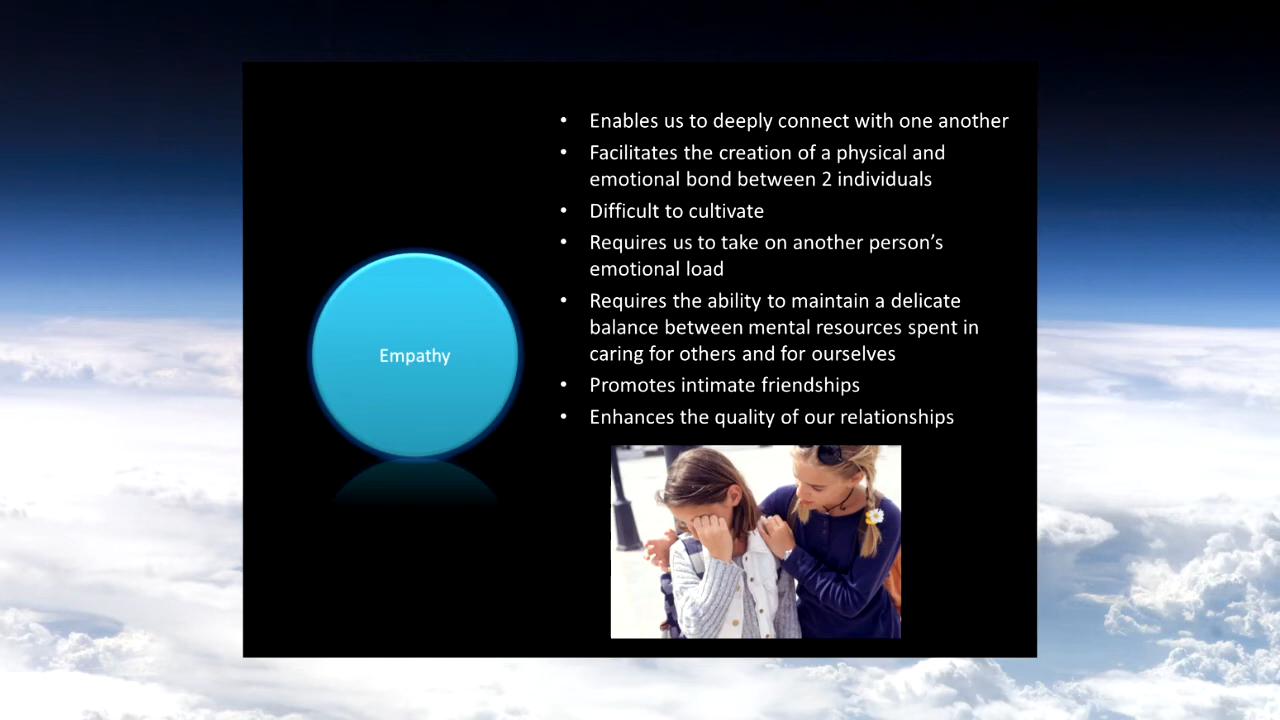 • Enables us to deeply connect with one another
• Facilitates the creation of a physical and
emotional bond between 2 individuals
• Difficult to cultivate
• Requires us to take on another person’s
emotional load
• Requires the ability to maintain a delicate
balance between mental resources spent in
caring for others and for ourselves
• Promotes intimate friendships
• Enhances the quality of our relationships
Empathy